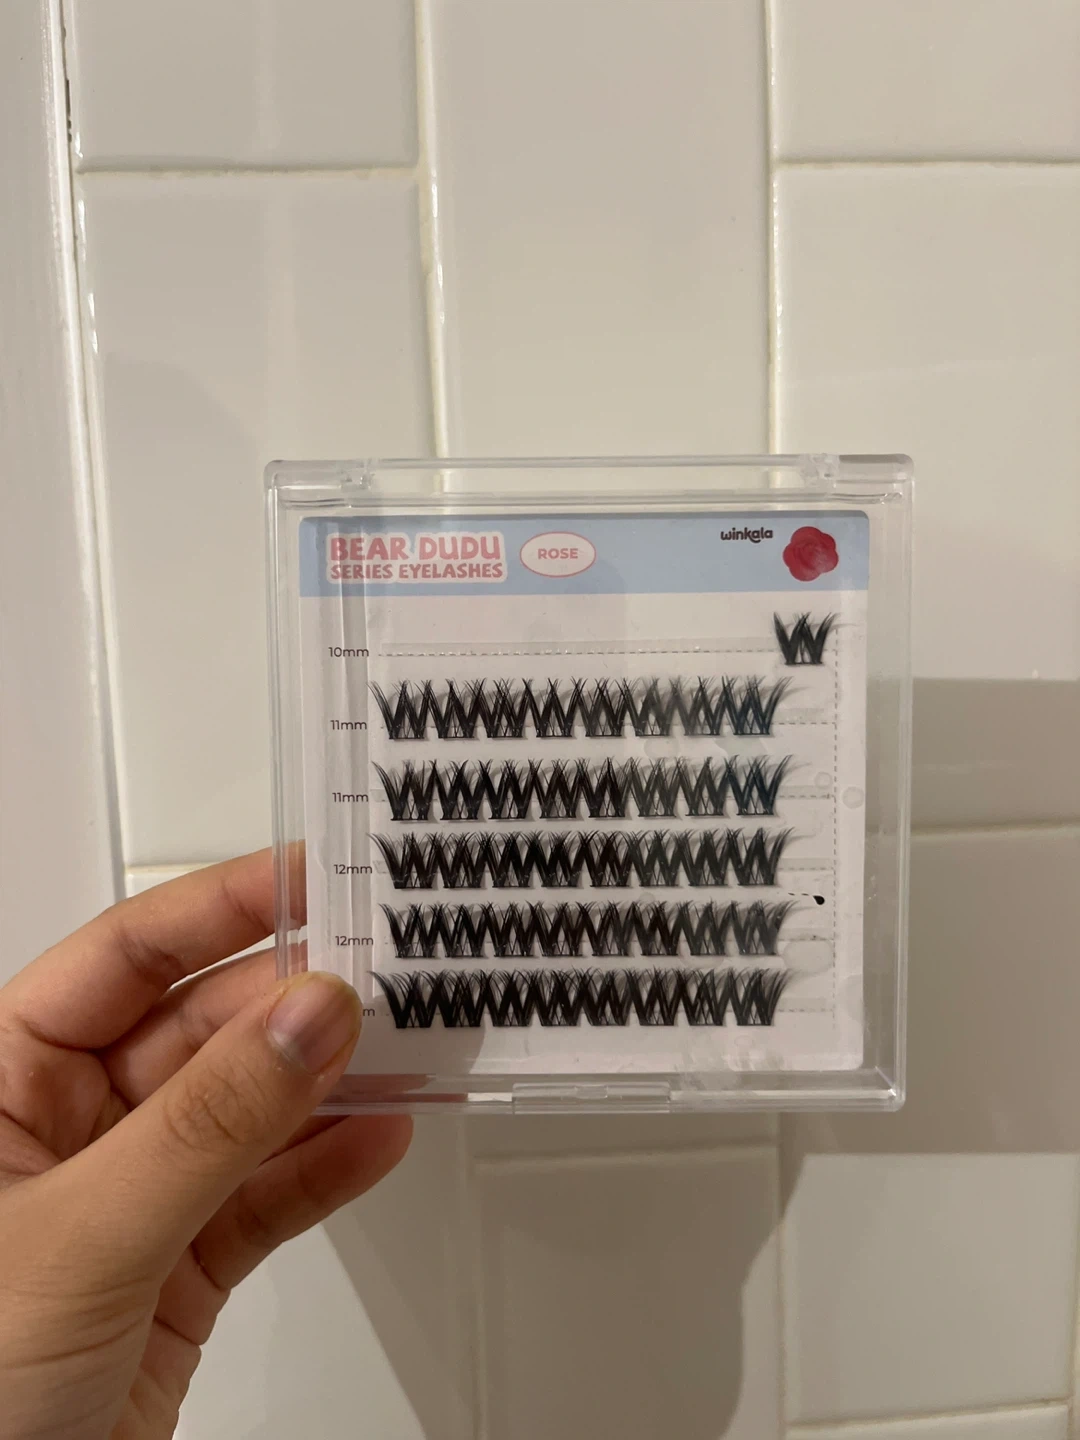 BEAR DUDU
SERIES EYELASHES
ROSE
winkala
10mm
11mm
11mm
12mm
12mm
m